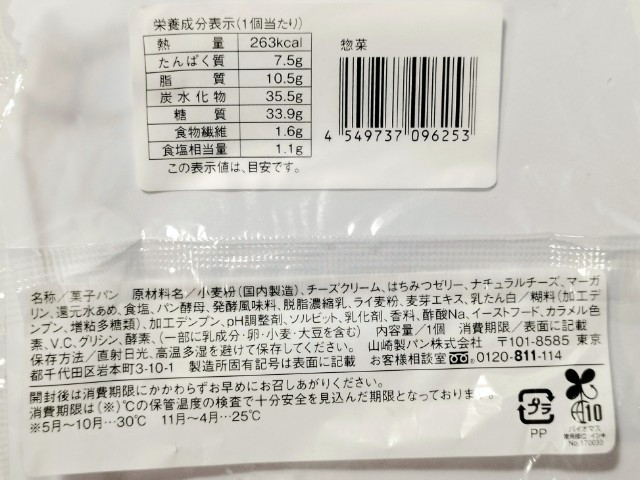 栄養成分表示(1個当たり)
熱量 263kcal
たんぱく質 7.5g
脂質 10.5g
炭水化物 35.5g
糖質 33.9g
食物繊維 1.6g
食塩相当量 1.1g
この表示値は、目安です。
惣菜
4 549737 096253
名称/菓子パン 原材料名/小麦粉(国内製造)、チーズクリーム、はちみつゼリー、ナチュラルチーズ、マーガ
リン、還元水あめ、食塩、パン酵母、発酵風味料、脱脂濃縮乳、ライ麦粉、麦芽エキス、乳たん白/糊料(加工デ
ンプン、増粘多糖類)、加工デンプン、pH調整剤、ソルビット、乳化剤、香料、酢酸Na、イーストフード、カラメル色
素、V.C、グリシン、酵素、(一部に乳成分・卵・小麦・大豆を含む) 内容量/1個 消費期限/表面に記載
保存方法/直射日光、高温多湿を避けて保存してください。 山崎製パン株式会社 〒101-8585 東京
都千代田区岩本町3-10-1 製造所固有記号は表面に記載 お客様相談室 0120-811-114
開封後は消費期限にかかわらずお早めにお召しあがりください。
消費期限は(※)℃の保管温度の検査で十分安全を見込んだ期限となっております。
※5月～10月…30℃ 11月～4月…25℃
プラ
PP
10
バイオマス
No.170030